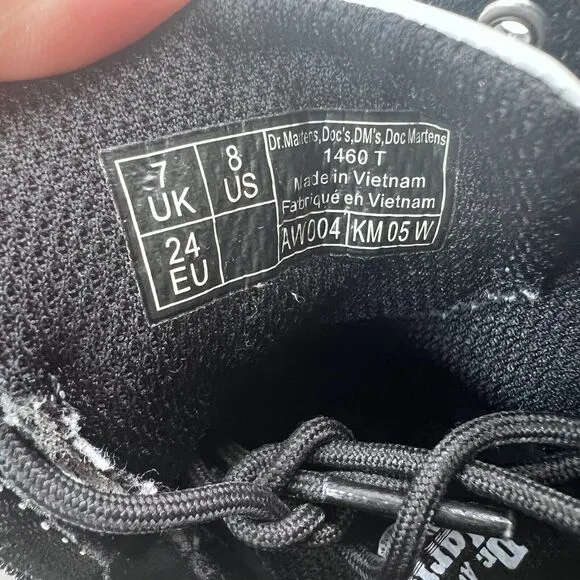 7 UK
8 US
24 EU
Dr.Martens,Doc's,DM's,Doc Martens
1460 T
Made in Vietnam
Fabriqué en Vietnam
AW004 KM 05 W
Dr.